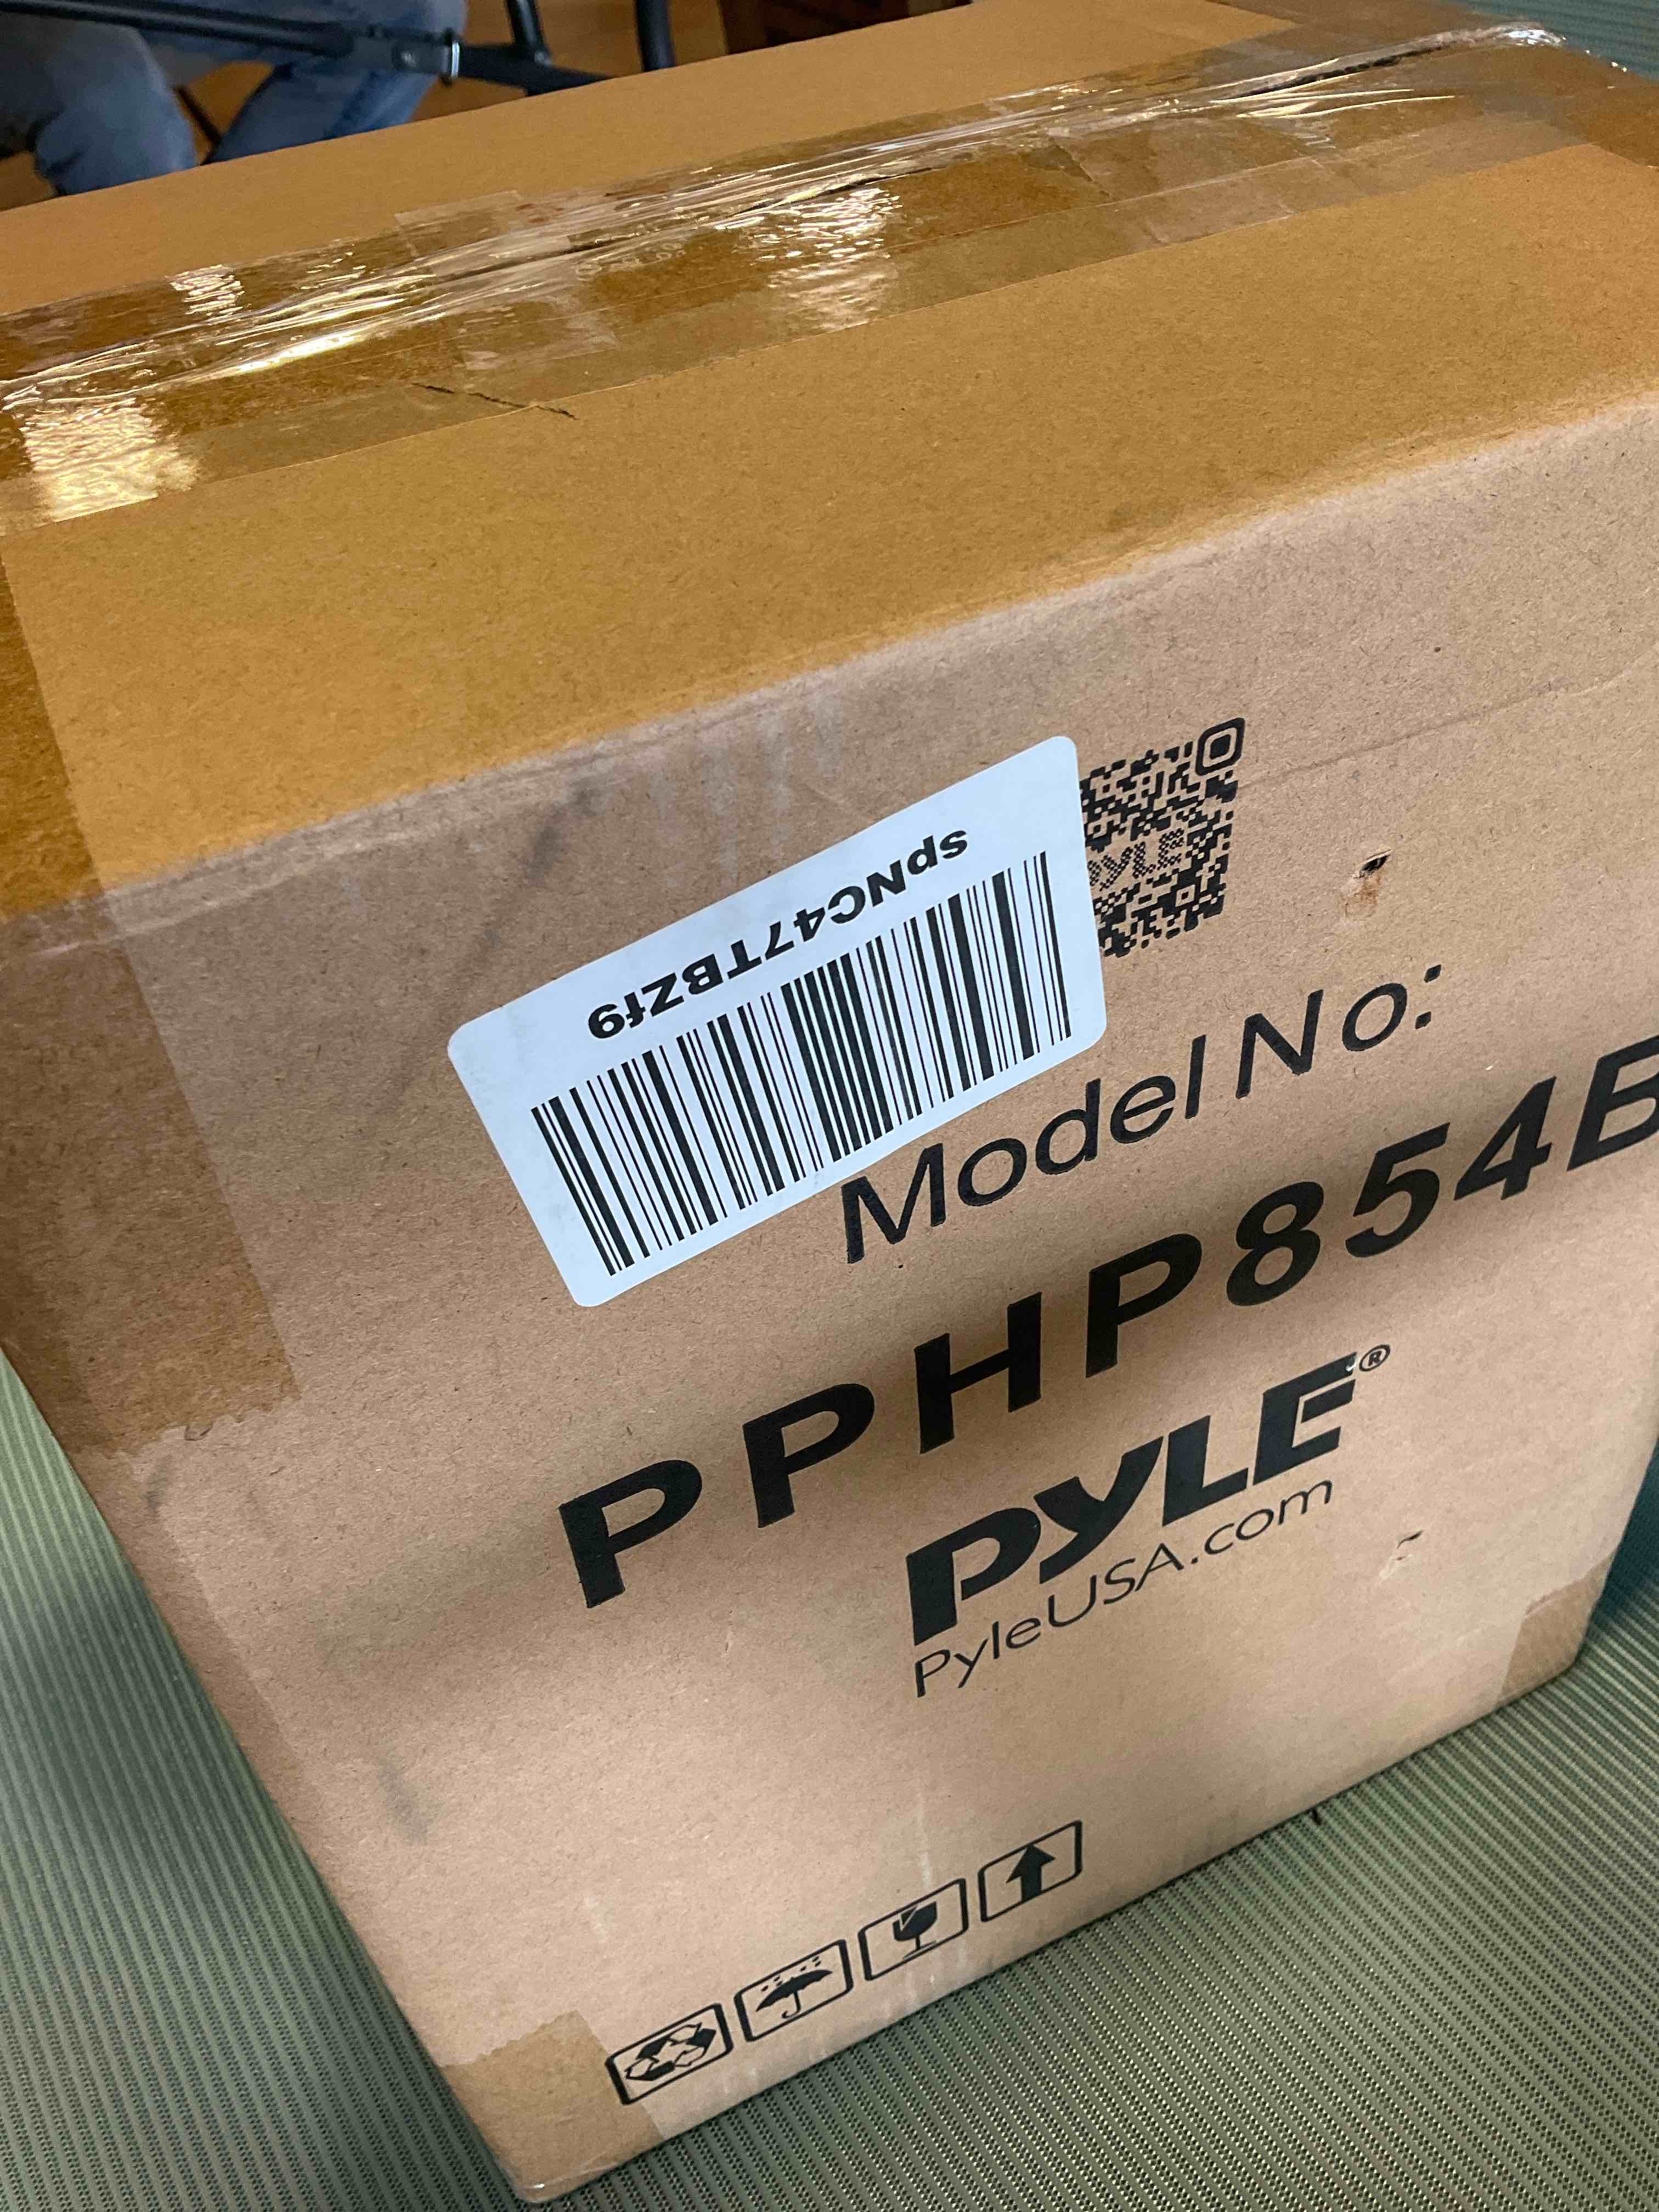 spNC47TBZf9
PYLE
Model No:
PPHP854B
PYLE®
PyleUSA.com